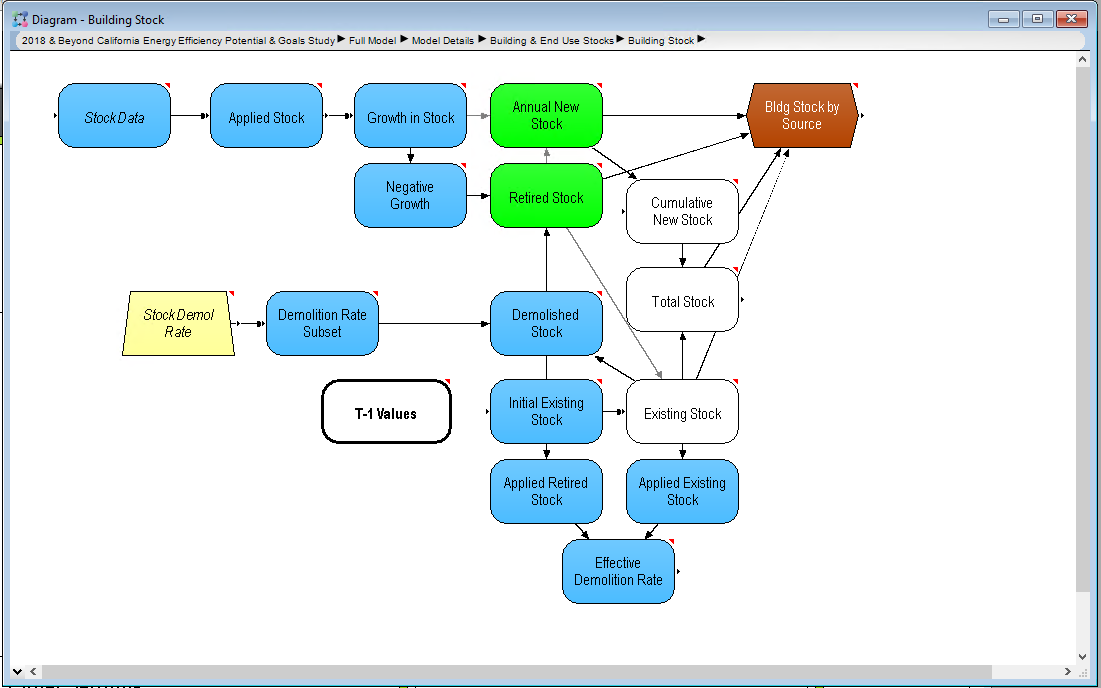 Diagram - Building Stock
2018 & Beyond California Energy Efficiency Potential & Goals Study Full Model Model Details Building & End Use Stocks Building Stock
Stock Data
Applied Stock
Growth in Stock
Annual New
Stock
Bldg Stock by
Source
Negative
Growth
Retired Stock
Cumulative
New Stock
Stock Demol
Rate
Demolition Rate
Subset
Demolished
Stock
Total Stock
T-1 Values
Initial Existing
Stock
Existing Stock
Applied Retired
Stock
Applied Existing
Stock
Effective
Demolition Rate